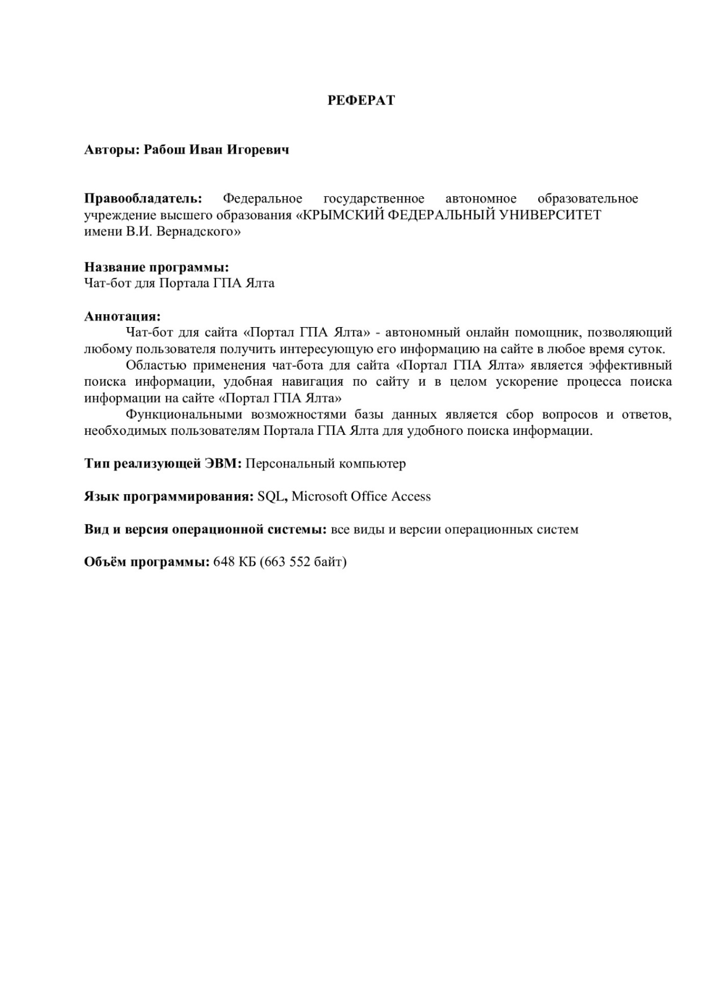 РЕФЕРАТ
Авторы: Рабош Иван Игоревич
Правообладатель: Федеральное государственное автономное образовательное
учреждение высшего образования «КРЫМСКИЙ ФЕДЕРАЛЬНЫЙ УНИВЕРСИТЕТ
имени В.И. Вернадского»
Название программы:
Чат-бот для Портала ГПА Ялта
Аннотация:
Чат-бот для сайта «Портал ГПА Ялта» - автономный онлайн помощник, позволяющий
любому пользователя получить интересующую его информацию на сайте в любое время суток.
Областью применения чат-бота для сайта «Портал ГПА Ялта» является эффективный
поиска информации, удобная навигация по сайту и в целом ускорение процесса поиска
информации на сайте «Портал ГПА Ялта»
Функциональными возможностями базы данных является сбор вопросов и ответов,
необходимых пользователям Портала ГПА Ялта для удобного поиска информации.
Тип реализующей ЭВМ: Персональный компьютер
Язык программирования: SQL, Microsoft Office Access
Вид и версия операционной системы: все виды и версии операционных систем
Объём программы: 648 КБ (663 552 байт)